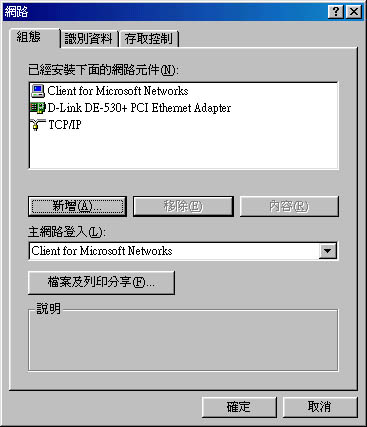 網路
組態 識別資料 存取控制
已經安裝下面的網路元件(N):
Client for Microsoft Networks
D-Link DE-530+ PCI Ethernet Adapter
TCP/IP
新增(A)... 移除(E) 內容(R)
主網路登入(L):
Client for Microsoft Networks
檔案及列印分享(F)...
說明
確定 取消